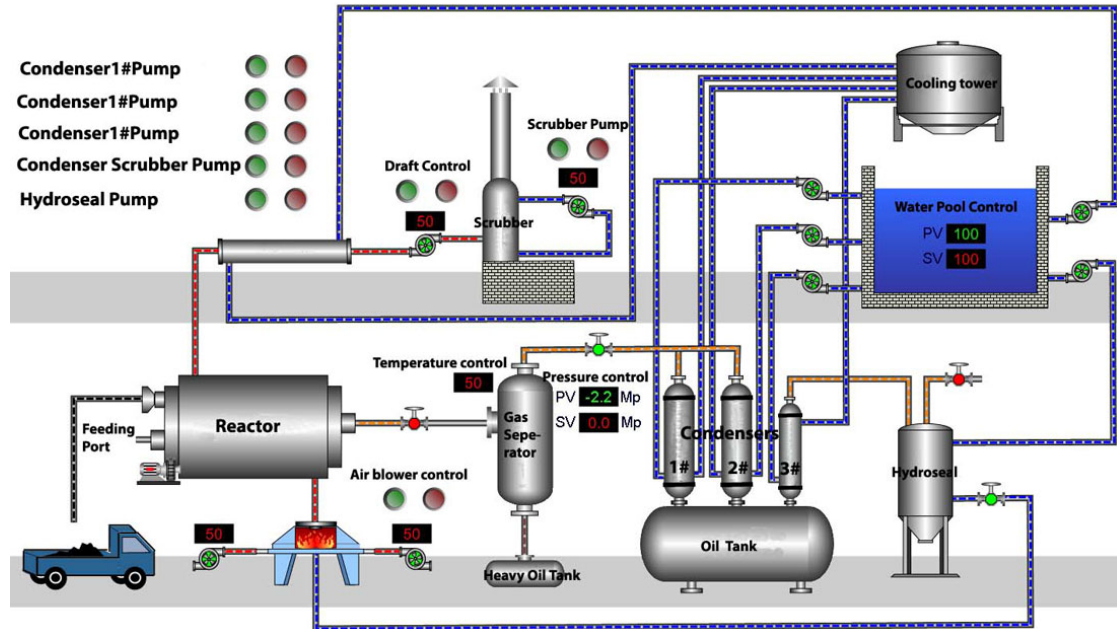 Condenser1#Pump
Condenser1#Pump
Condenser1#Pump
Condenser Scrubber Pump
Hydroseal Pump
Draft Control
50
Scrubber Pump
50
Scrubber
Cooling tower
Water Pool Control
PV 100
SV 100
Temperature control
50
Pressure control
PV -2.2 Mp
SV 0.0 Mp
Feeding
Port
Reactor
Gas
Sepe-
rator
Condensers
1# 2# 3#
Hydroseal
Air blower control
50 50
Heavy Oil Tank
Oil Tank